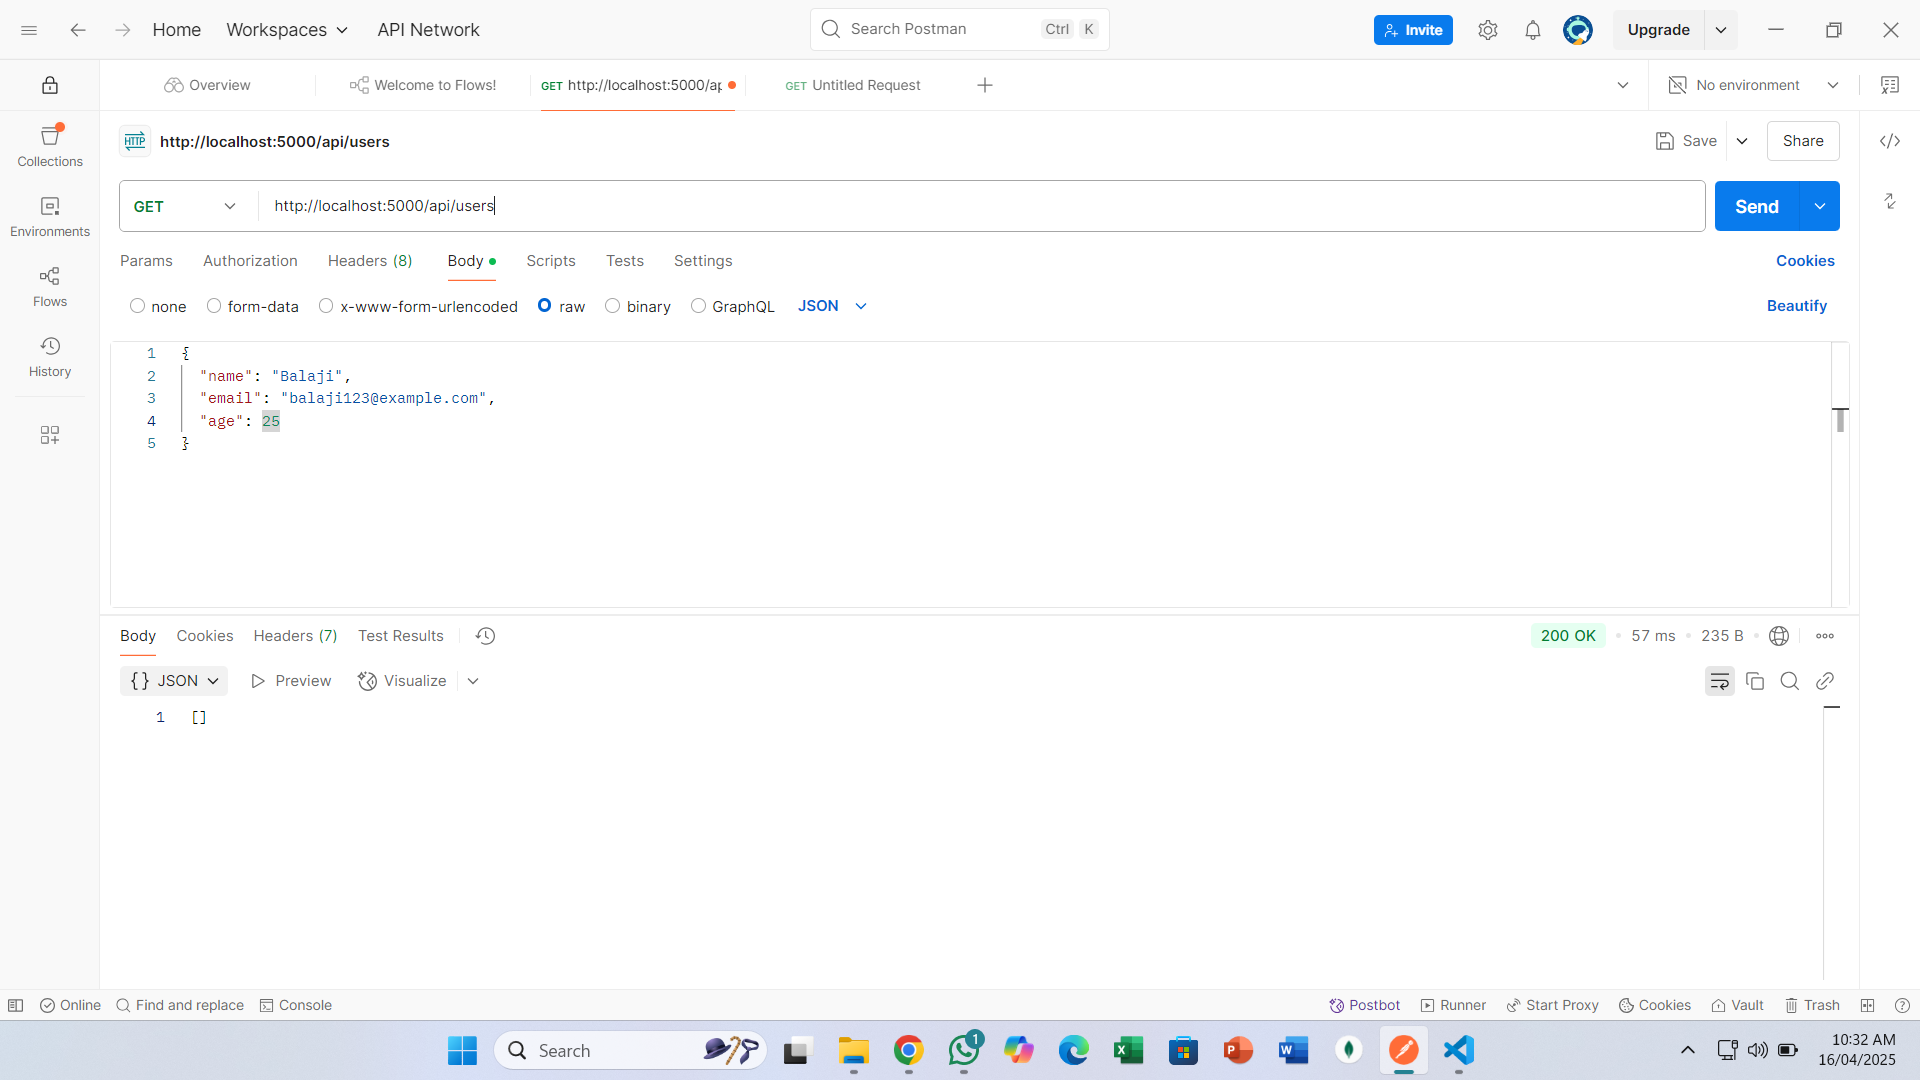 Home Workspaces API Network Search Postman Ctrl K Invite Upgrade
Overview Welcome to Flows! GET http://localhost:5000/ap GET Untitled Request No environment
HTTP http://localhost:5000/api/users Save Share
Collections
GET http://localhost:5000/api/users Send
Environments
Params Authorization Headers (8) Body Scripts Tests Settings Cookies
Flows
none form-data x-www-form-urlencoded raw binary GraphQL JSON Beautify
History
1 {
2 "name": "Balaji",
3 "email": "balaji123@example.com",
4 "age": 25
5 }
Body Cookies Headers (7) Test Results 200 OK 57 ms 235 B
{} JSON Preview Visualize
1 []
Online Find and replace Console Postbot Runner Start Proxy Cookies Vault Trash
Search 1 10:32 AM
16/04/2025